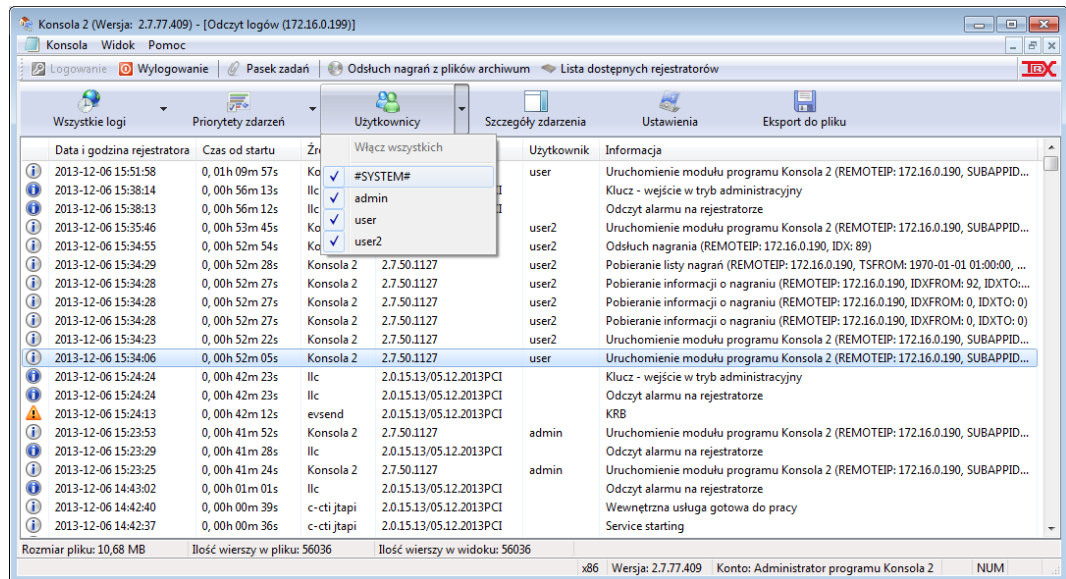 Konsola 2 (Wersja: 2.7.77.409) - [Odczyt logów (172.16.0.199)]
Konsola Widok Pomoc
Logowanie Wylogowanie Pasek zadań Odsłuch nagrań z plików archiwum Lista dostępnych rejestratorów TRX
Wszystkie logi Priorytety zdarzeń Użytkownicy Szczegóły zdarzenia Ustawienia Eksport do pliku
Włącz wszystkich
#SYSTEM#
admin
user
user2
Data i godzina rejestratora Czas od startu Źr Użytkownik Informacja
2013-12-06 15:51:58 0, 01h 09m 57s Ko user Uruchomienie modułu programu Konsola 2 (REMOTEIP: 172.16.0.190, SUBAPPID...
2013-12-06 15:38:14 0, 00h 56m 13s llc I Klucz - wejście w tryb administracyjny
2013-12-06 15:38:13 0, 00h 56m 12s llc I Odczyt alarmu na rejestratorze
2013-12-06 15:35:46 0, 00h 53m 45s Ko user2 Uruchomienie modułu programu Konsola 2 (REMOTEIP: 172.16.0.190, SUBAPPID...
2013-12-06 15:34:55 0, 00h 52m 54s Ko user2 Odsłuch nagrania (REMOTEIP: 172.16.0.190, IDX: 89)
2013-12-06 15:34:29 0, 00h 52m 28s Konsola 2 2.7.50.1127 user2 Pobieranie listy nagrań (REMOTEIP: 172.16.0.190, TSFROM: 1970-01-01 01:00:00, ...
2013-12-06 15:34:28 0, 00h 52m 27s Konsola 2 2.7.50.1127 user2 Pobieranie informacji o nagraniu (REMOTEIP: 172.16.0.190, IDXFROM: 92, IDXTO:...
2013-12-06 15:34:28 0, 00h 52m 27s Konsola 2 2.7.50.1127 user2 Pobieranie informacji o nagraniu (REMOTEIP: 172.16.0.190, IDXFROM: 0, IDXTO: 0)
2013-12-06 15:34:28 0, 00h 52m 27s Konsola 2 2.7.50.1127 user2 Pobieranie informacji o nagraniu (REMOTEIP: 172.16.0.190, IDXFROM: 0, IDXTO: 0)
2013-12-06 15:34:23 0, 00h 52m 22s Konsola 2 2.7.50.1127 user2 Uruchomienie modułu programu Konsola 2 (REMOTEIP: 172.16.0.190, SUBAPPID...
2013-12-06 15:34:06 0, 00h 52m 05s Konsola 2 2.7.50.1127 user Uruchomienie modułu programu Konsola 2 (REMOTEIP: 172.16.0.190, SUBAPPID...
2013-12-06 15:24:24 0, 00h 42m 23s llc 2.0.15.13/05.12.2013PCI Klucz - wejście w tryb administracyjny
2013-12-06 15:24:24 0, 00h 42m 23s llc 2.0.15.13/05.12.2013PCI Odczyt alarmu na rejestratorze
2013-12-06 15:24:13 0, 00h 42m 12s evsend 2.0.15.13/05.12.2013PCI KRB
2013-12-06 15:23:53 0, 00h 41m 52s Konsola 2 2.7.50.1127 admin Uruchomienie modułu programu Konsola 2 (REMOTEIP: 172.16.0.190, SUBAPPID...
2013-12-06 15:23:29 0, 00h 41m 28s llc 2.0.15.13/05.12.2013PCI Odczyt alarmu na rejestratorze
2013-12-06 15:23:25 0, 00h 41m 24s Konsola 2 2.7.50.1127 admin Uruchomienie modułu programu Konsola 2 (REMOTEIP: 172.16.0.190, SUBAPPID...
2013-12-06 14:43:02 0, 00h 01m 01s llc 2.0.15.13/05.12.2013PCI Odczyt alarmu na rejestratorze
2013-12-06 14:42:40 0, 00h 00m 39s c-cti jtapi 2.0.15.13/05.12.2013PCI Wewnętrzna usługa gotowa do pracy
2013-12-06 14:42:37 0, 00h 00m 36s c-cti jtapi 2.0.15.13/05.12.2013PCI Service starting
Rozmiar pliku: 10,68 MB Ilość wierszy w pliku: 56036 Ilość wierszy w widoku: 56036
x86 Wersja: 2.7.77.409 Konto: Administrator programu Konsola 2 NUM